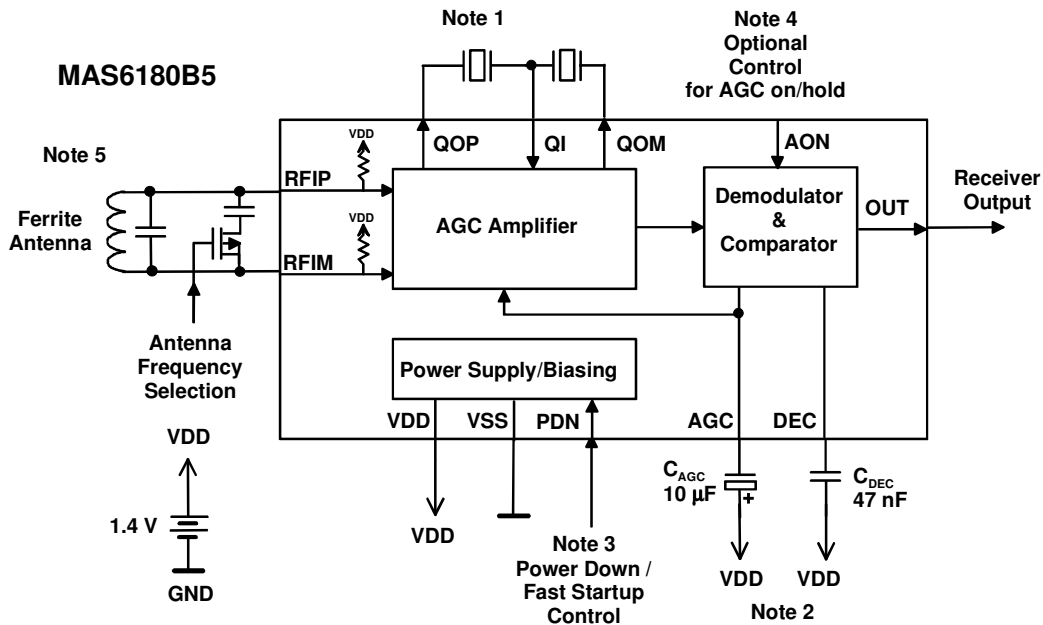 Note 1
Note 4
Optional
Control
for AGC on/hold
MAS6180B5
Note 5
QOP
QI
QOM
AON
VDD
RFIP
Ferrite
Antenna
VDD
RFIM
AGC Amplifier
Demodulator
&
Comparator
OUT
Receiver
Output
Antenna
Frequency
Selection
Power Supply/Biasing
VDD
VSS
PDN
AGC
DEC
VDD
1.4 V
GND
VDD
Note 3
Power Down /
Fast Startup
Control
CAGC
10 µF
+
CDEC
47 nF
VDD
VDD
Note 2